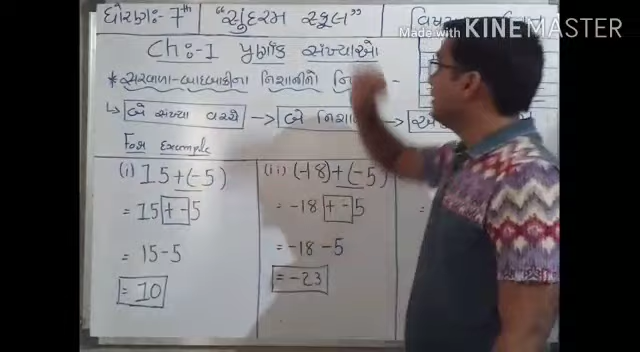 ધોરણ:- 7th "સુંદરમ સ્કૂલ" વિષય
Made with KINEMASTER
Ch:-1 પૂર્ણાંક સંખ્યાઓ
* સરવાળા-બાદબાકીના નિશાનીનો
↳ બે સંખ્યા વચ્ચે → બે →
For Example
(i) 15+(-5)
= 15 + - 5
= 15 - 5
= 10
(ii) (-18)+(-5)
= -18 + - 5
= -18 - 5
= -23